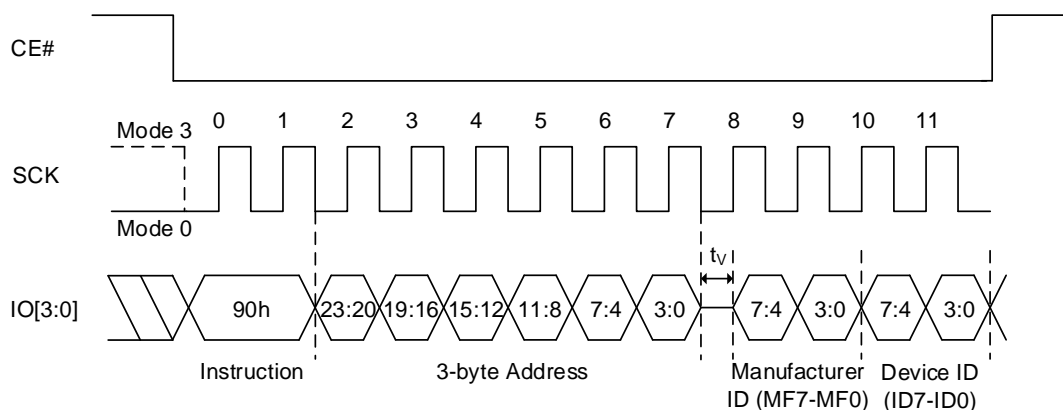 CE#
0 1 2 3 4 5 6 7 8 9 10 11
Mode 3
SCK
Mode 0
tV
IO[3:0]
90h 23:20 19:16 15:12 11:8 7:4 3:0 7:4 3:0 7:4 3:0
Instruction 3-byte Address Manufacturer Device ID
ID (MF7-MF0) (ID7-ID0)